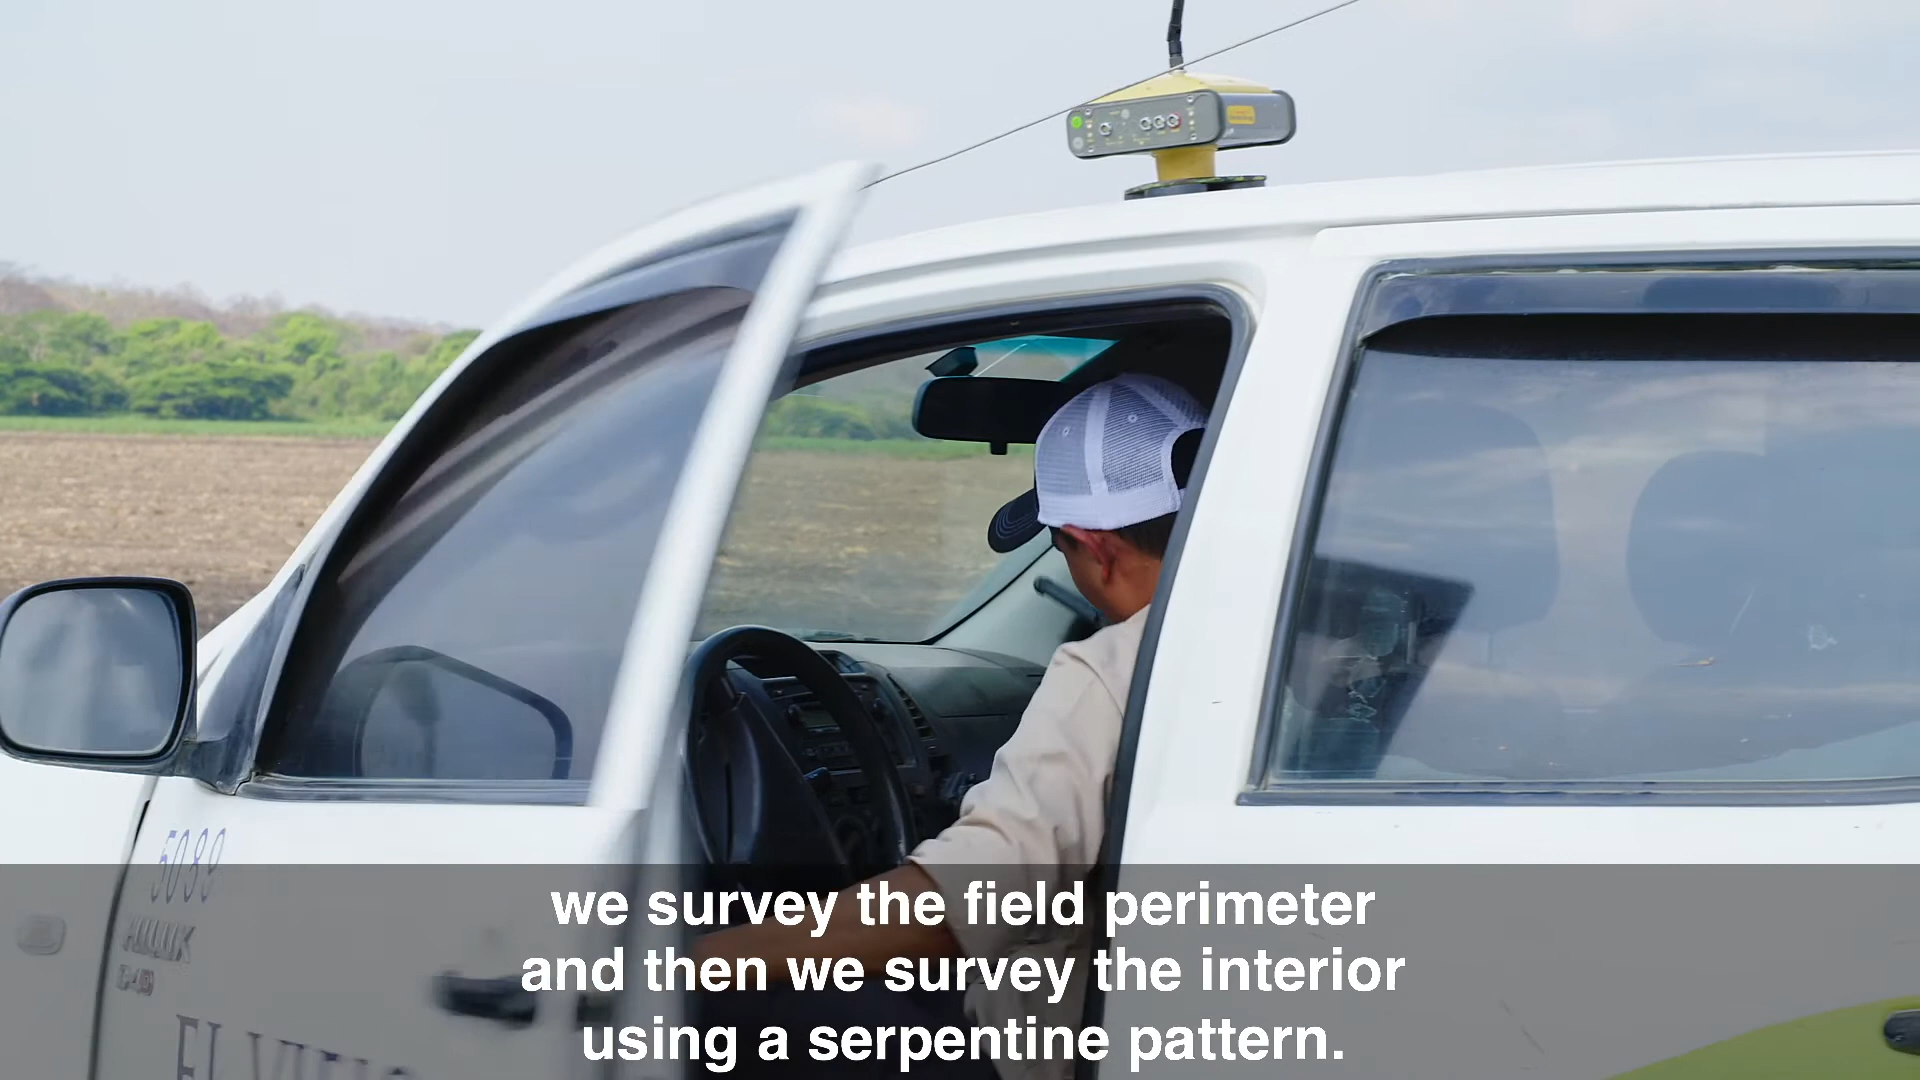 5089
HILUX
we survey the field perimeter
and then we survey the interior
using a serpentine pattern.